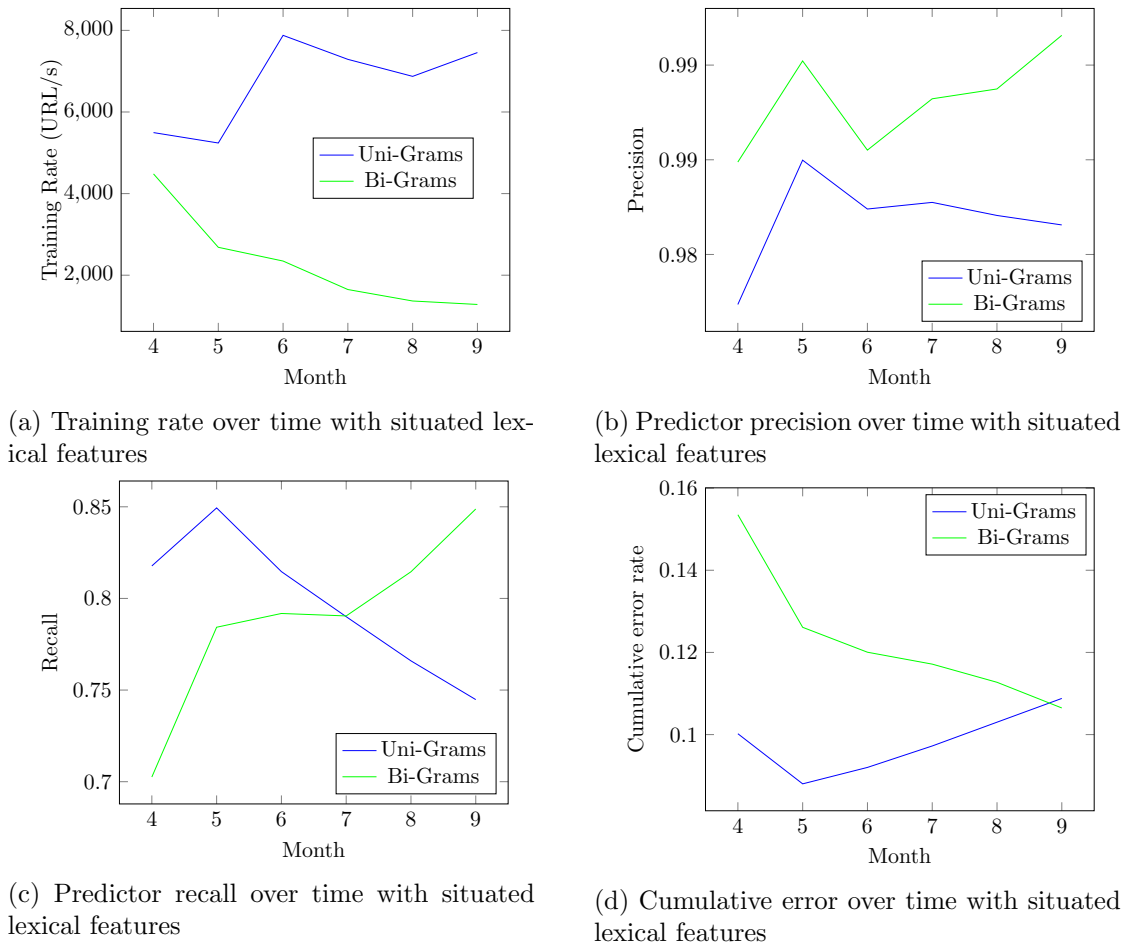 8,000
6,000
4,000
2,000
Training Rate (URL/s)
Uni-Grams
Bi-Grams
4 5 6 7 8 9
Month
(a) Training rate over time with situated lex-
ical features
0.99
0.99
0.98
Precision
Uni-Grams
Bi-Grams
4 5 6 7 8 9
Month
(b) Predictor precision over time with situated
lexical features
0.85
0.8
0.75
0.7
Recall
Uni-Grams
Bi-Grams
4 5 6 7 8 9
Month
(c) Predictor recall over time with situated
lexical features
0.16
0.14
0.12
0.1
Cumulative error rate
Uni-Grams
Bi-Grams
4 5 6 7 8 9
Month
(d) Cumulative error over time with situated
lexical features